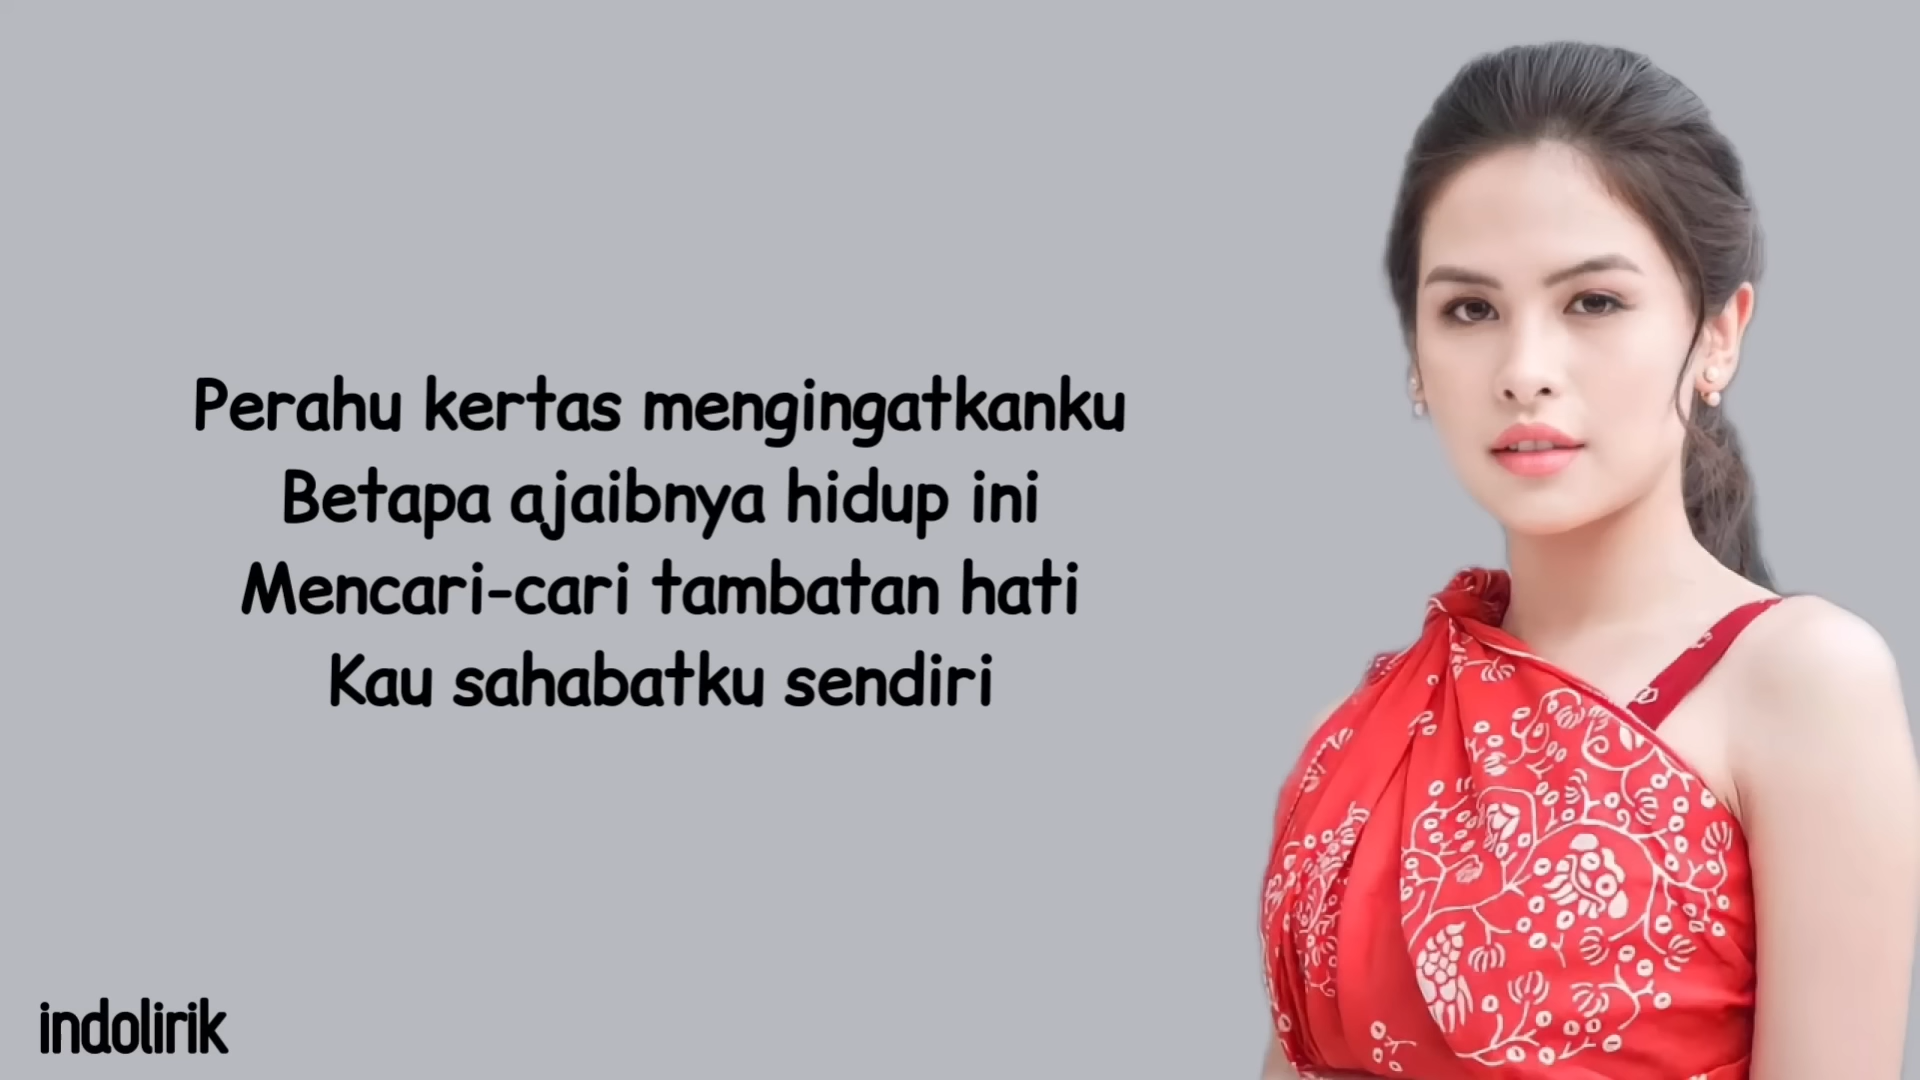 Perahu kertas mengingatkanku
Betapa ajaibnya hidup ini
Mencari-cari tambatan hati
Kau sahabatku sendiri
indolirik